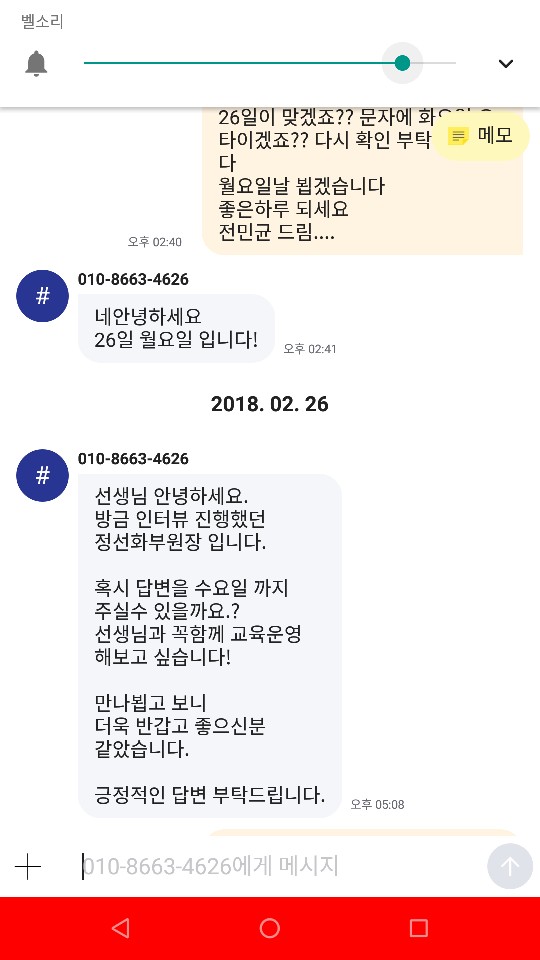 벨소리
26일이 맞겠죠?? 문자에
타이겠죠?? 다시 확인 부탁
메모
다
월요일날 뵙겠습니다
좋은하루 되세요
전민균 드림....
오후 02:40
010-8663-4626
#
네안녕하세요
26일 월요일 입니다!
오후 02:41
2018. 02. 26
010-8663-4626
#
선생님 안녕하세요.
방금 인터뷰 진행했던
정선화부원장 입니다.
혹시 답변을 수요일 까지
주실수 있을까요.?
선생님과 꼭함께 교육운영
해보고 싶습니다!
만나뵙고 보니
더욱 반갑고 좋으신분
같았습니다.
긍정적인 답변 부탁드립니다.
오후 05:08
010-8663-4626에게 메시지